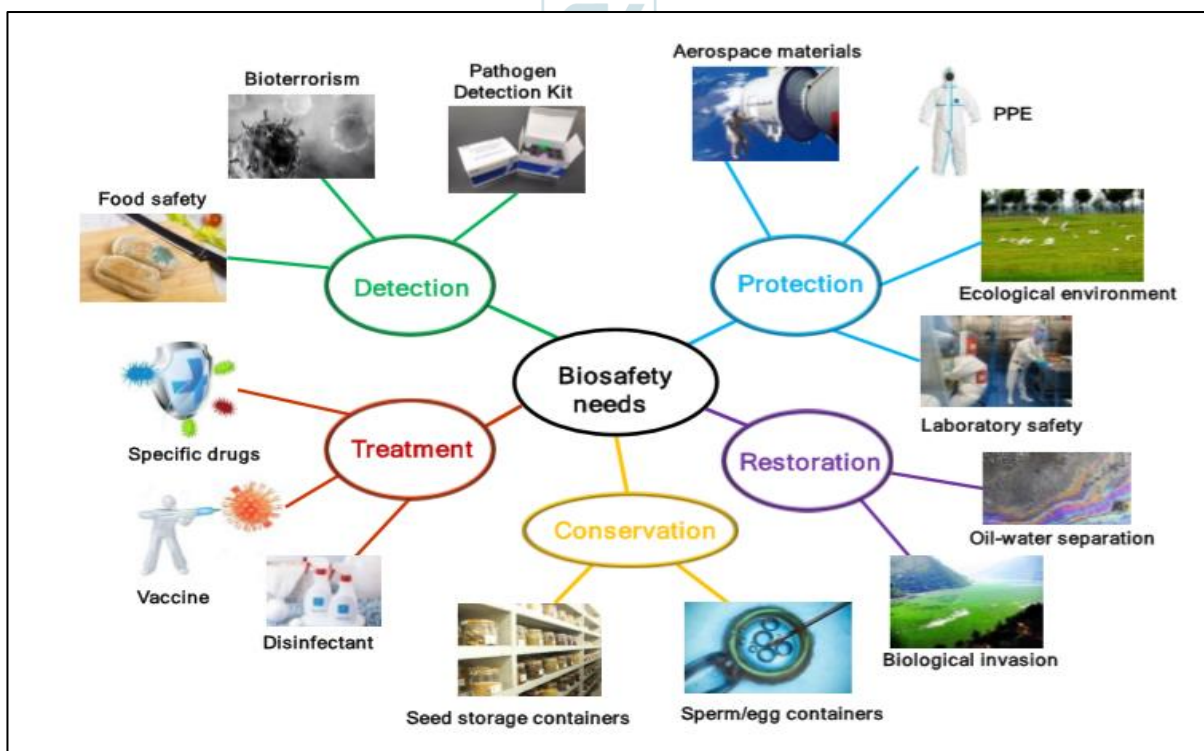 Aerospace materials
Bioterrorism
Pathogen
Detection Kit
PPE
Food safety
Detection
Protection
Ecological environment
Biosafety
needs
Specific drugs
Treatment
Laboratory safety
Restoration
Conservation
Oil-water separation
Vaccine
Disinfectant
Biological invasion
Seed storage containers
Sperm/egg containers